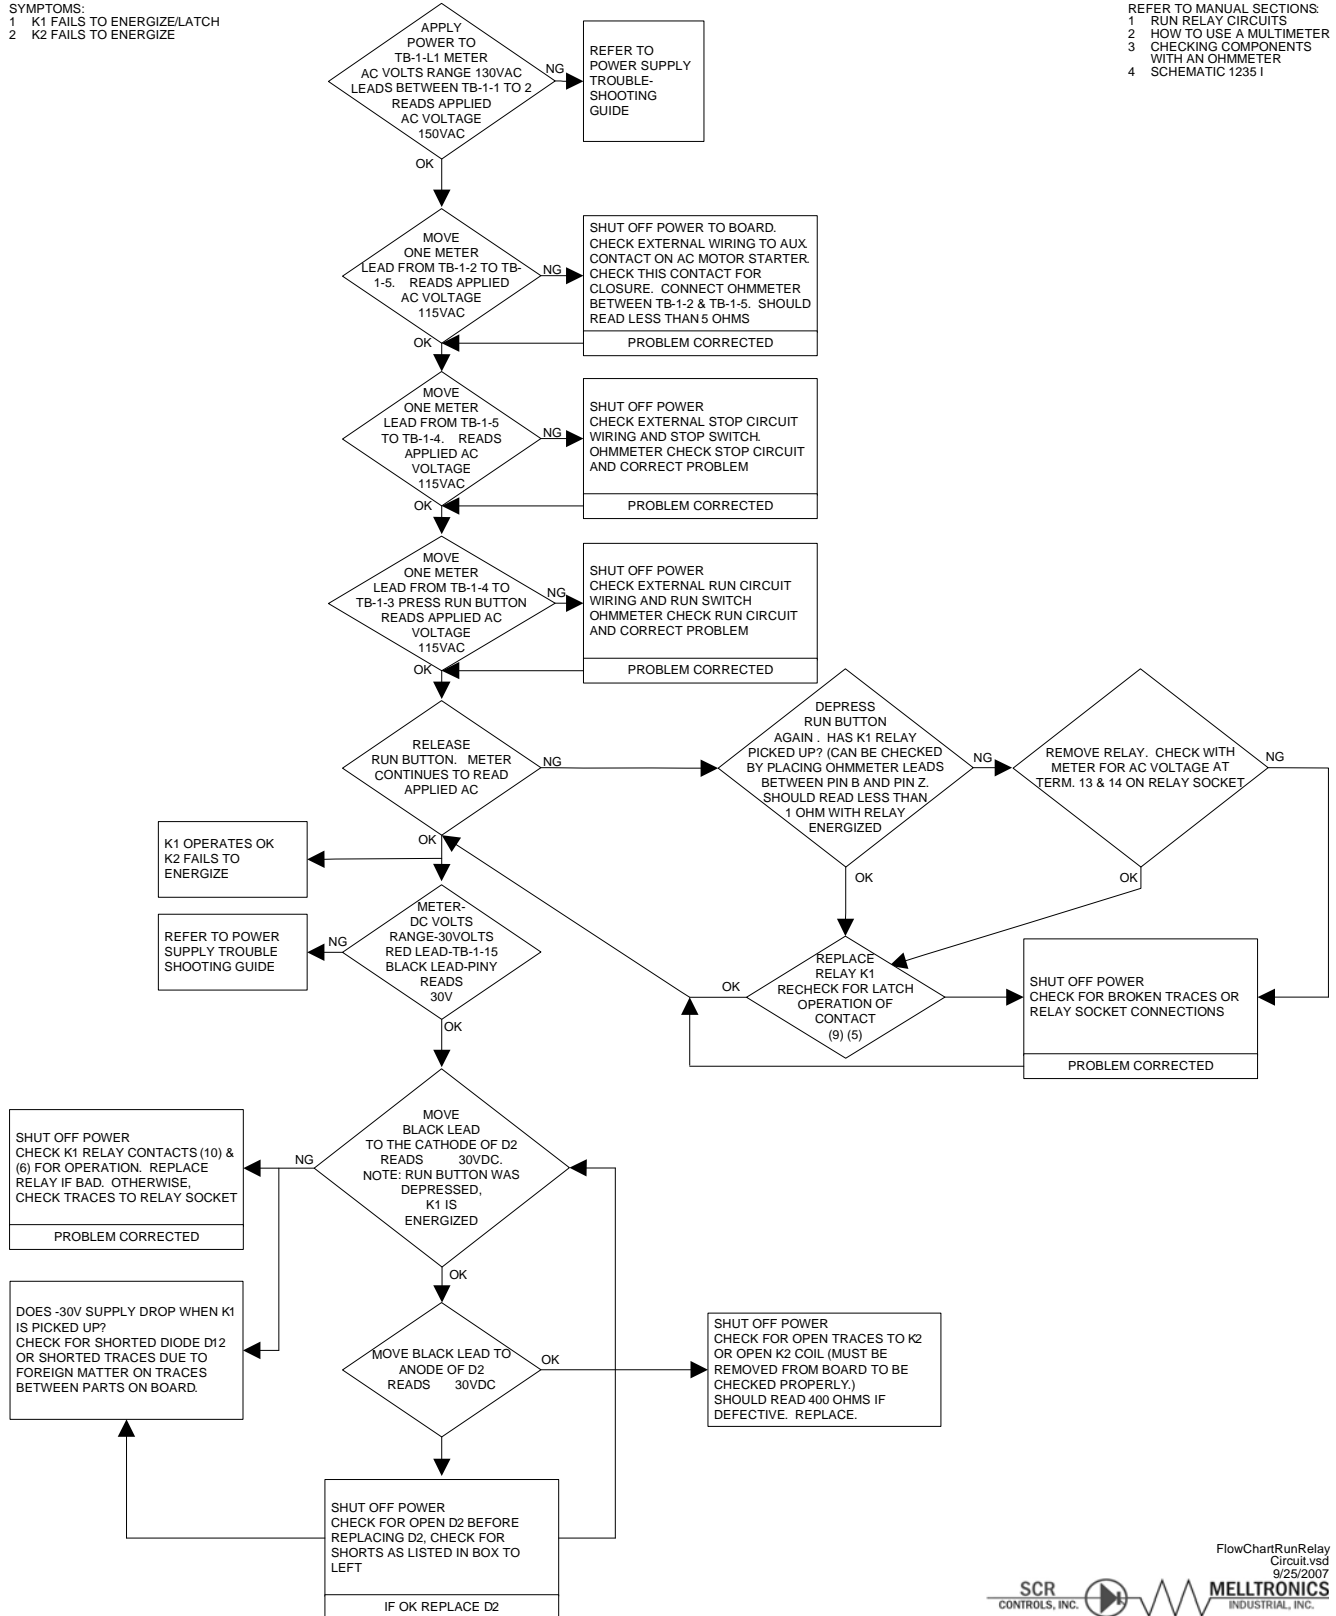 SYMPTOMS:
1 K1 FAILS TO ENERGIZE/LATCH
2 K2 FAILS TO ENERGIZE
REFER TO MANUAL SECTIONS:
1 RUN RELAY CIRCUITS
2 HOW TO USE A MULTIMETER
3 CHECKING COMPONENTS
WITH AN OHMMETER
4 SCHEMATIC 1235 I
APPLY
POWER TO
TB-1-L1 METER
AC VOLTS RANGE 130VAC
LEADS BETWEEN TB-1-1 TO 2
READS APPLIED
AC VOLTAGE
150VAC
NG
REFER TO
POWER SUPPLY
TROUBLE-
SHOOTING
GUIDE
OK
MOVE
ONE METER
LEAD FROM TB-1-2 TO TB-
1-5. READS APPLIED
AC VOLTAGE
115VAC
NG
SHUT OFF POWER TO BOARD.
CHECK EXTERNAL WIRING TO AUX.
CONTACT ON AC MOTOR STARTER.
CHECK THIS CONTACT FOR
CLOSURE. CONNECT OHMMETER
BETWEEN TB-1-2 & TB-1-5. SHOULD
READ LESS THAN 5 OHMS
PROBLEM CORRECTED
OK
MOVE
ONE METER
LEAD FROM TB-1-5
TO TB-1-4. READS
APPLIED AC
VOLTAGE
115VAC
NG
SHUT OFF POWER
CHECK EXTERNAL STOP CIRCUIT
WIRING AND STOP SWITCH.
OHMMETER CHECK STOP CIRCUIT
AND CORRECT PROBLEM
PROBLEM CORRECTED
OK
MOVE
ONE METER
LEAD FROM TB-1-4 TO
TB-1-3 PRESS RUN BUTTON
READS APPLIED AC
VOLTAGE
115VAC
NG
SHUT OFF POWER
CHECK EXTERNAL RUN CIRCUIT
WIRING AND RUN SWITCH
OHMMETER CHECK RUN CIRCUIT
AND CORRECT PROBLEM
PROBLEM CORRECTED
OK
RELEASE
RUN BUTTON. METER
CONTINUES TO READ
APPLIED AC
NG
DEPRESS
RUN BUTTON
AGAIN . HAS K1 RELAY
PICKED UP? (CAN BE CHECKED
BY PLACING OHMMETER LEADS
BETWEEN PIN B AND PIN Z.
SHOULD READ LESS THAN
1 OHM WITH RELAY
ENERGIZED
NG
REMOVE RELAY. CHECK WITH
METER FOR AC VOLTAGE AT
TERM. 13 & 14 ON RELAY SOCKET
NG
OK
K1 OPERATES OK
K2 FAILS TO
ENERGIZE
OK
OK
METER-
DC VOLTS
RANGE-30VOLTS
RED LEAD-TB-1-15
BLACK LEAD-PINY
READS
30V
NG
REFER TO POWER
SUPPLY TROUBLE
SHOOTING GUIDE
OK
REPLACE
RELAY K1
RECHECK FOR LATCH
OPERATION OF
CONTACT
(9) (5)
OK
SHUT OFF POWER
CHECK FOR BROKEN TRACES OR
RELAY SOCKET CONNECTIONS
PROBLEM CORRECTED
MOVE
BLACK LEAD
TO THE CATHODE OF D2
READS 30VDC.
NOTE: RUN BUTTON WAS
DEPRESSED,
K1 IS
ENERGIZED
NG
SHUT OFF POWER
CHECK K1 RELAY CONTACTS (10) &
(6) FOR OPERATION. REPLACE
RELAY IF BAD. OTHERWISE,
CHECK TRACES TO RELAY SOCKET
PROBLEM CORRECTED
OK
DOES -30V SUPPLY DROP WHEN K1
IS PICKED UP?
CHECK FOR SHORTED DIODE D12
OR SHORTED TRACES DUE TO
FOREIGN MATTER ON TRACES
BETWEEN PARTS ON BOARD.
MOVE BLACK LEAD TO
ANODE OF D2
READS 30VDC
OK
SHUT OFF POWER
CHECK FOR OPEN TRACES TO K2
OR OPEN K2 COIL (MUST BE
REMOVED FROM BOARD TO BE
CHECKED PROPERLY.)
SHOULD READ 400 OHMS IF
DEFECTIVE. REPLACE.
SHUT OFF POWER
CHECK FOR OPEN D2 BEFORE
REPLACING D2, CHECK FOR
SHORTS AS LISTED IN BOX TO
LEFT
IF OK REPLACE D2
FlowChartRunRelay
Circuit.vsd
9/25/2007
SCR
CONTROLS, INC.
MELLTRONICS
INDUSTRIAL, INC.